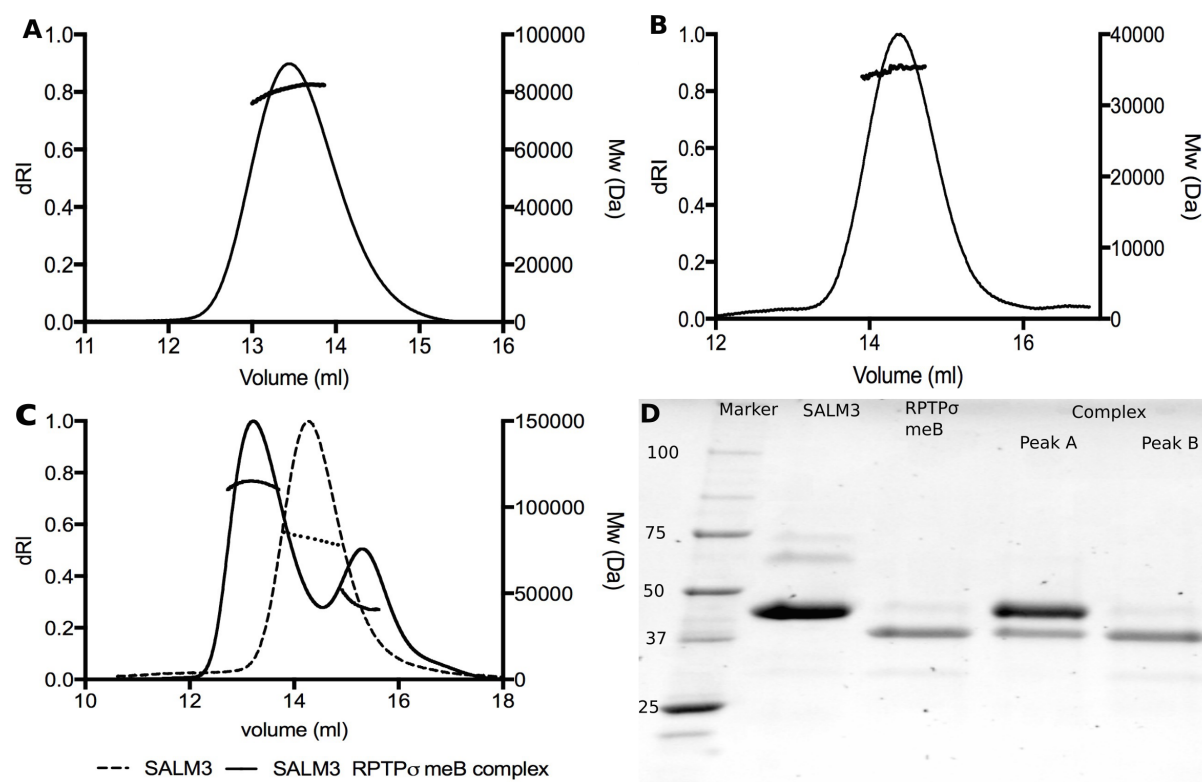 A
1.0
0.8
0.6
0.4
0.2
0.0
dRI
100000
80000
60000
40000
20000
0
Mw (Da)
11 12 13 14 15 16
Volume (ml)
B
1.0
0.8
0.6
0.4
0.2
0.0
dRI
40000
30000
20000
10000
0
Mw (Da)
12 14 16
Volume (ml)
C
1.0
0.8
0.6
0.4
0.2
0.0
dRI
150000
100000
50000
0
Mw (Da)
10 12 14 16 18
volume (ml)
SALM3 SALM3 RPTPσ meB complex
D
Marker SALM3 RPTPσ Complex
meB
Peak A Peak B
100
75
50
37
25